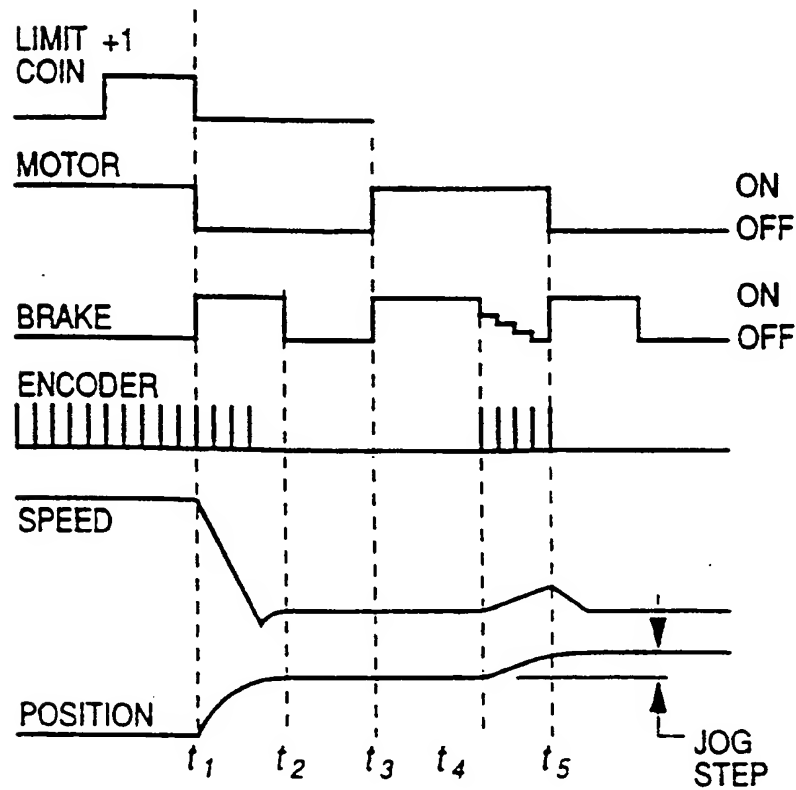 LIMIT +1
COIN
MOTOR
ON
OFF
BRAKE
ON
OFF
ENCODER
SPEED
POSITION
t1 t2 t3 t4 t5
JOG
STEP